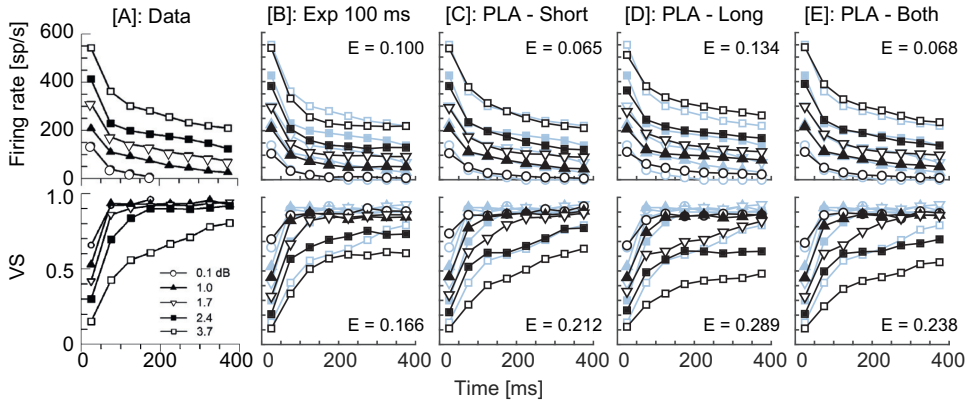 [A]: Data
[B]: Exp 100 ms
[C]: PLA - Short
[D]: PLA - Long
[E]: PLA - Both
Firing rate [sp/s]
600
400
200
0
E = 0.100
E = 0.065
E = 0.134
E = 0.068
VS
1.0
0.5
0
0.1 dB
1.0
1.7
2.4
3.7
E = 0.166
E = 0.212
E = 0.289
E = 0.238
0 200 400
0 200 400
0 200 400
0 200 400
0 200 400
Time [ms]